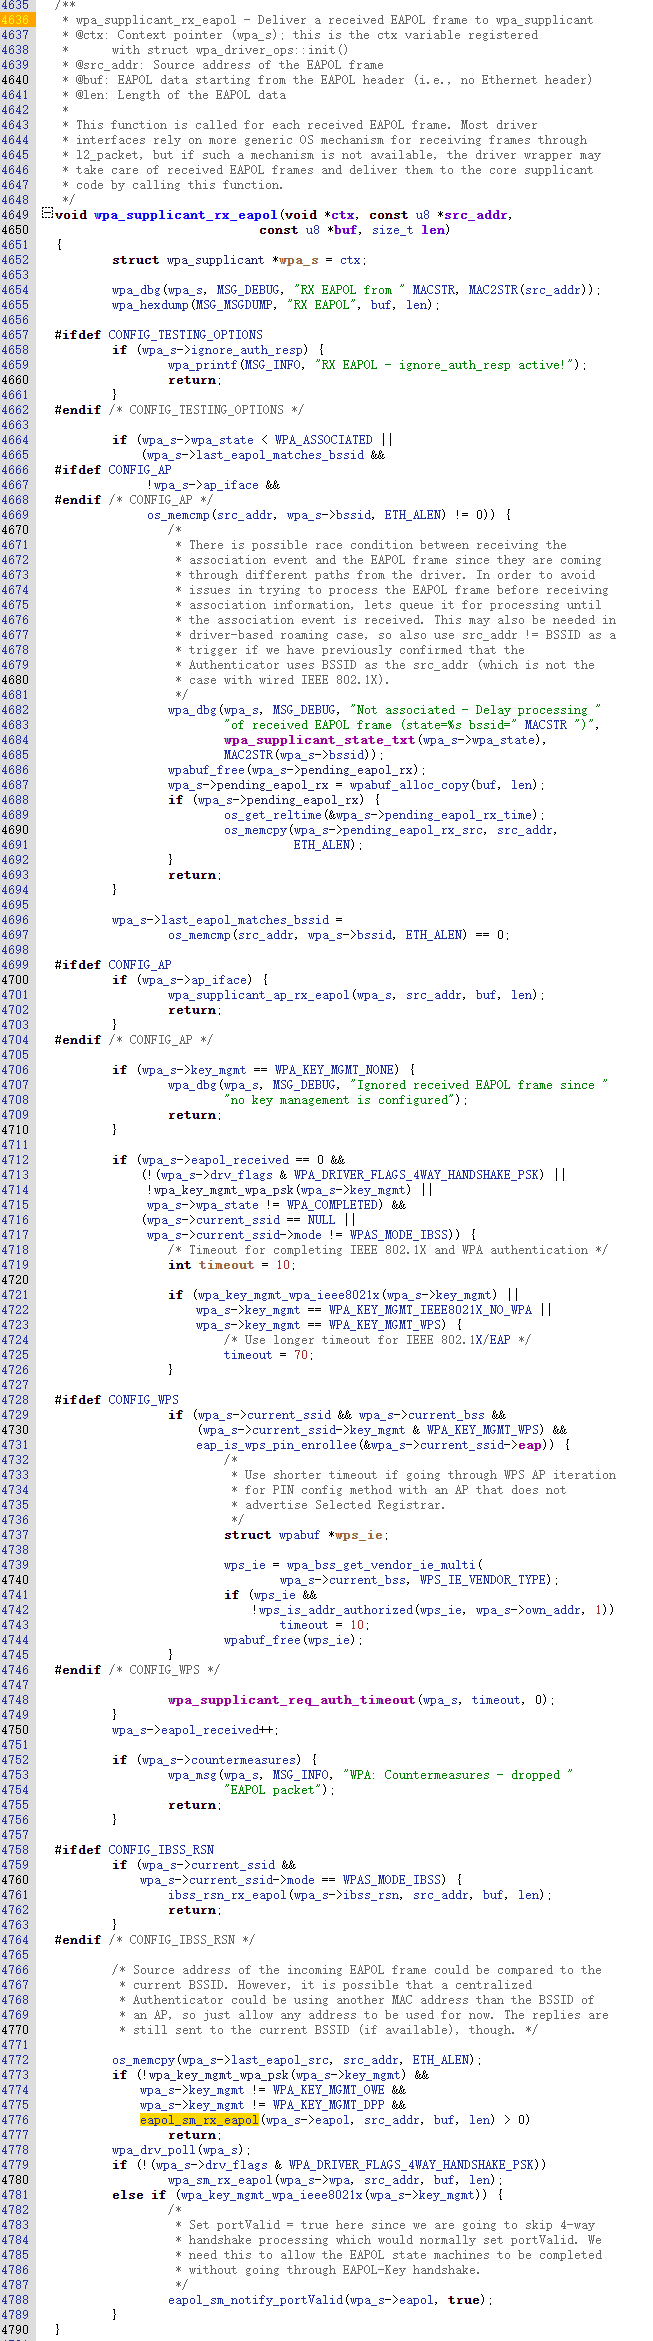 4635 /**
4636  * wpa_supplicant_rx_eapol - Deliver a received EAPOL frame to wpa_supplicant
4637  * @ctx: Context pointer (wpa_s); this is the ctx variable registered
4638  *	with struct wpa_driver_ops::init()
4639  * @src_addr: Source address of the EAPOL frame
4640  * @buf: EAPOL data starting from the EAPOL header (i.e., no Ethernet header)
4641  * @len: Length of the EAPOL data
4642  *
4643  * This function is called for each received EAPOL frame. Most driver
4644  * interfaces rely on more generic OS mechanism for receiving frames through
4645  * l2_packet, but if such a mechanism is not available, the driver wrapper may
4646  * take care of received EAPOL frames and deliver them to the core supplicant
4647  * code by calling this function.
4648  */
4649 void wpa_supplicant_rx_eapol(void *ctx, const u8 *src_addr,
4650 const u8 *buf, size_t len)
4651 {
4652 struct wpa_supplicant *wpa_s = ctx;
4653
4654 wpa_dbg(wpa_s, MSG_DEBUG, "RX EAPOL from " MACSTR, MAC2STR(src_addr));
4655 wpa_hexdump(MSG_MSGDUMP, "RX EAPOL", buf, len);
4656
4657 #ifdef CONFIG_TESTING_OPTIONS
4658 if (wpa_s->ignore_auth_resp) {
4659 wpa_printf(MSG_INFO, "RX EAPOL - ignore_auth_resp active!");
4660 return;
4661 }
4662 #endif /* CONFIG_TESTING_OPTIONS */
4663
4664 if (wpa_s->wpa_state < WPA_ASSOCIATED ||
4665 (wpa_s->last_eapol_matches_bssid &&
4666 #ifdef CONFIG_AP
4667 !wpa_s->ap_iface &&
4668 #endif /* CONFIG_AP */
4669 os_memcmp(src_addr, wpa_s->bssid, ETH_ALEN) != 0)) {
4670 /*
4671 * There is possible race condition between receiving the
4672 * association event and the EAPOL frame since they are coming
4673 * through different paths from the driver. In order to avoid
4674 * issues in trying to process the EAPOL frame before receiving
4675 * association information, lets queue it for processing until
4676 * the association event is received. This may also be needed in
4677 * driver-based roaming case, so also use src_addr != BSSID as a
4678 * trigger if we have previously confirmed that the
4679 * Authenticator uses BSSID as the src_addr (which is not the
4680 * case with wired IEEE 802.1X).
4681 */
4682 wpa_dbg(wpa_s, MSG_DEBUG, "Not associated - Delay processing "
4683 "of received EAPOL frame (state=%s bssid=" MACSTR ")",
4684 wpa_supplicant_state_txt(wpa_s->wpa_state),
4685 MAC2STR(wpa_s->bssid));
4686 wpabuf_free(wpa_s->pending_eapol_rx);
4687 wpa_s->pending_eapol_rx = wpabuf_alloc_copy(buf, len);
4688 if (wpa_s->pending_eapol_rx) {
4689 os_get_reltime(&wpa_s->pending_eapol_rx_time);
4690 os_memcpy(wpa_s->pending_eapol_rx_src, src_addr,
4691 ETH_ALEN);
4692 }
4693 return;
4694 }
4695
4696 wpa_s->last_eapol_matches_bssid =
4697 os_memcmp(src_addr, wpa_s->bssid, ETH_ALEN) == 0;
4698
4699 #ifdef CONFIG_AP
4700 if (wpa_s->ap_iface) {
4701 wpa_supplicant_ap_rx_eapol(wpa_s, src_addr, buf, len);
4702 return;
4703 }
4704 #endif /* CONFIG_AP */
4705
4706 if (wpa_s->key_mgmt == WPA_KEY_MGMT_NONE) {
4707 wpa_dbg(wpa_s, MSG_DEBUG, "Ignored received EAPOL frame since "
4708 "no key management is configured");
4709 return;
4710 }
4711
4712 if (wpa_s->eapol_received == 0 &&
4713 (!(wpa_s->drv_flags & WPA_DRIVER_FLAGS_4WAY_HANDSHAKE_PSK) ||
4714 !wpa_key_mgmt_wpa_psk(wpa_s->key_mgmt) ||
4715 wpa_s->wpa_state != WPA_COMPLETED) &&
4716 (wpa_s->current_ssid == NULL ||
4717 wpa_s->current_ssid->mode != WPAS_MODE_IBSS)) {
4718 /* Timeout for completing IEEE 802.1X and WPA authentication */
4719 int timeout = 10;
4720
4721 if (wpa_key_mgmt_wpa_ieee8021x(wpa_s->key_mgmt) ||
4722 wpa_s->key_mgmt == WPA_KEY_MGMT_IEEE8021X_NO_WPA ||
4723 wpa_s->key_mgmt == WPA_KEY_MGMT_WPS) {
4724 /* Use longer timeout for IEEE 802.1X/EAP */
4725 timeout = 70;
4726 }
4727
4728 #ifdef CONFIG_WPS
4729 if (wpa_s->current_ssid && wpa_s->current_bss &&
4730 (wpa_s->current_ssid->key_mgmt & WPA_KEY_MGMT_WPS) &&
4731 eap_is_wps_pin_enrollee(&wpa_s->current_ssid->eap)) {
4732 /*
4733 * Use shorter timeout if going through WPS AP iteration
4734 * for PIN config method with an AP that does not
4735 * advertise Selected Registrar.
4736 */
4737 struct wpabuf *wps_ie;
4738
4739 wps_ie = wpa_bss_get_vendor_ie_multi(
4740 wpa_s->current_bss, WPS_IE_VENDOR_TYPE);
4741 if (wps_ie &&
4742 !wps_is_addr_authorized(wps_ie, wpa_s->own_addr, 1))
4743 timeout = 10;
4744 wpabuf_free(wps_ie);
4745 }
4746 #endif /* CONFIG_WPS */
4747
4748 wpa_supplicant_req_auth_timeout(wpa_s, timeout, 0);
4749 }
4750 wpa_s->eapol_received++;
4751
4752 if (wpa_s->countermeasures) {
4753 wpa_msg(wpa_s, MSG_INFO, "WPA: Countermeasures - dropped "
4754 "EAPOL packet");
4755 return;
4756 }
4757
4758 #ifdef CONFIG_IBSS_RSN
4759 if (wpa_s->current_ssid &&
4760 wpa_s->current_ssid->mode == WPAS_MODE_IBSS) {
4761 ibss_rsn_rx_eapol(wpa_s->ibss_rsn, src_addr, buf, len);
4762 return;
4763 }
4764 #endif /* CONFIG_IBSS_RSN */
4765
4766 /* Source address of the incoming EAPOL frame could be compared to the
4767 * current BSSID. However, it is possible that a centralized
4768 * Authenticator could be using another MAC address than the BSSID of
4769 * an AP, so just allow any address to be used for now. The replies are
4770 * still sent to the current BSSID (if available), though. */
4771
4772 os_memcpy(wpa_s->last_eapol_src, src_addr, ETH_ALEN);
4773 if (!wpa_key_mgmt_wpa_psk(wpa_s->key_mgmt) &&
4774 wpa_s->key_mgmt != WPA_KEY_MGMT_OWE &&
4775 wpa_s->key_mgmt != WPA_KEY_MGMT_DPP &&
4776 eapol_sm_rx_eapol(wpa_s->eapol, src_addr, buf, len) > 0)
4777 return;
4778 wpa_drv_poll(wpa_s);
4779 if (!(wpa_s->drv_flags & WPA_DRIVER_FLAGS_4WAY_HANDSHAKE_PSK))
4780 wpa_sm_rx_eapol(wpa_s->wpa, src_addr, buf, len);
4781 else if (wpa_key_mgmt_wpa_ieee8021x(wpa_s->key_mgmt)) {
4782 /*
4783 * Set portValid = true here since we are going to skip 4-way
4784 * handshake processing which would normally set portValid. We
4785 * need this to allow the EAPOL state machines to be completed
4786 * without going through EAPOL-Key handshake.
4787 */
4788 eapol_sm_notify_portValid(wpa_s->eapol, true);
4789 }
4790 }